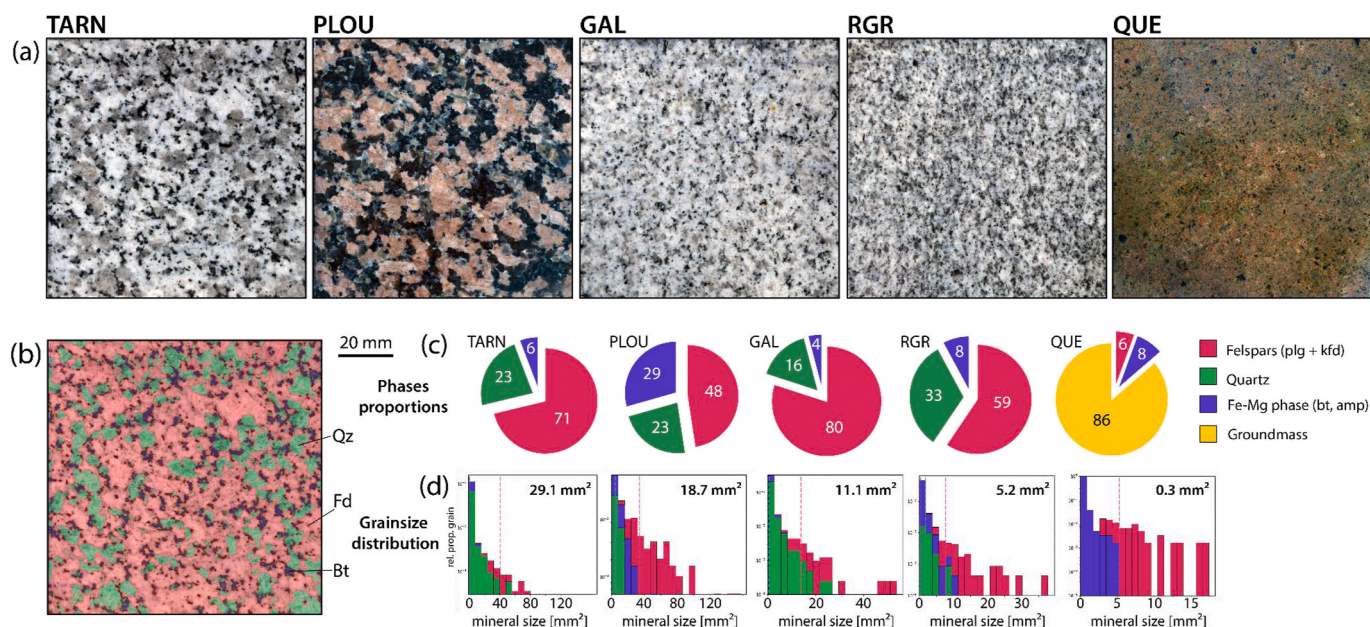 TARN PLOU GAL RGR QUE
(a)
(b)
20 mm
Qz
Fd
Bt
(c)
Phases
proportions
TARN PLOU GAL RGR QUE
6 23 71
29 48 23
4 16 80
8 33 59
6 8 86
Felspars (plg + kfd)
Quartz
Fe-Mg phase (bt, amp)
Groundmass
(d)
Grainsize
distribution
rel. prop. grain
29.1 mm² 18.7 mm² 11.1 mm² 5.2 mm² 0.3 mm²
0 40 80 120 0 40 80 120 0 20 40 0 10 20 30 0 5 10 15
mineral size [mm²] mineral size [mm²] mineral size [mm²] mineral size [mm²] mineral size [mm²]